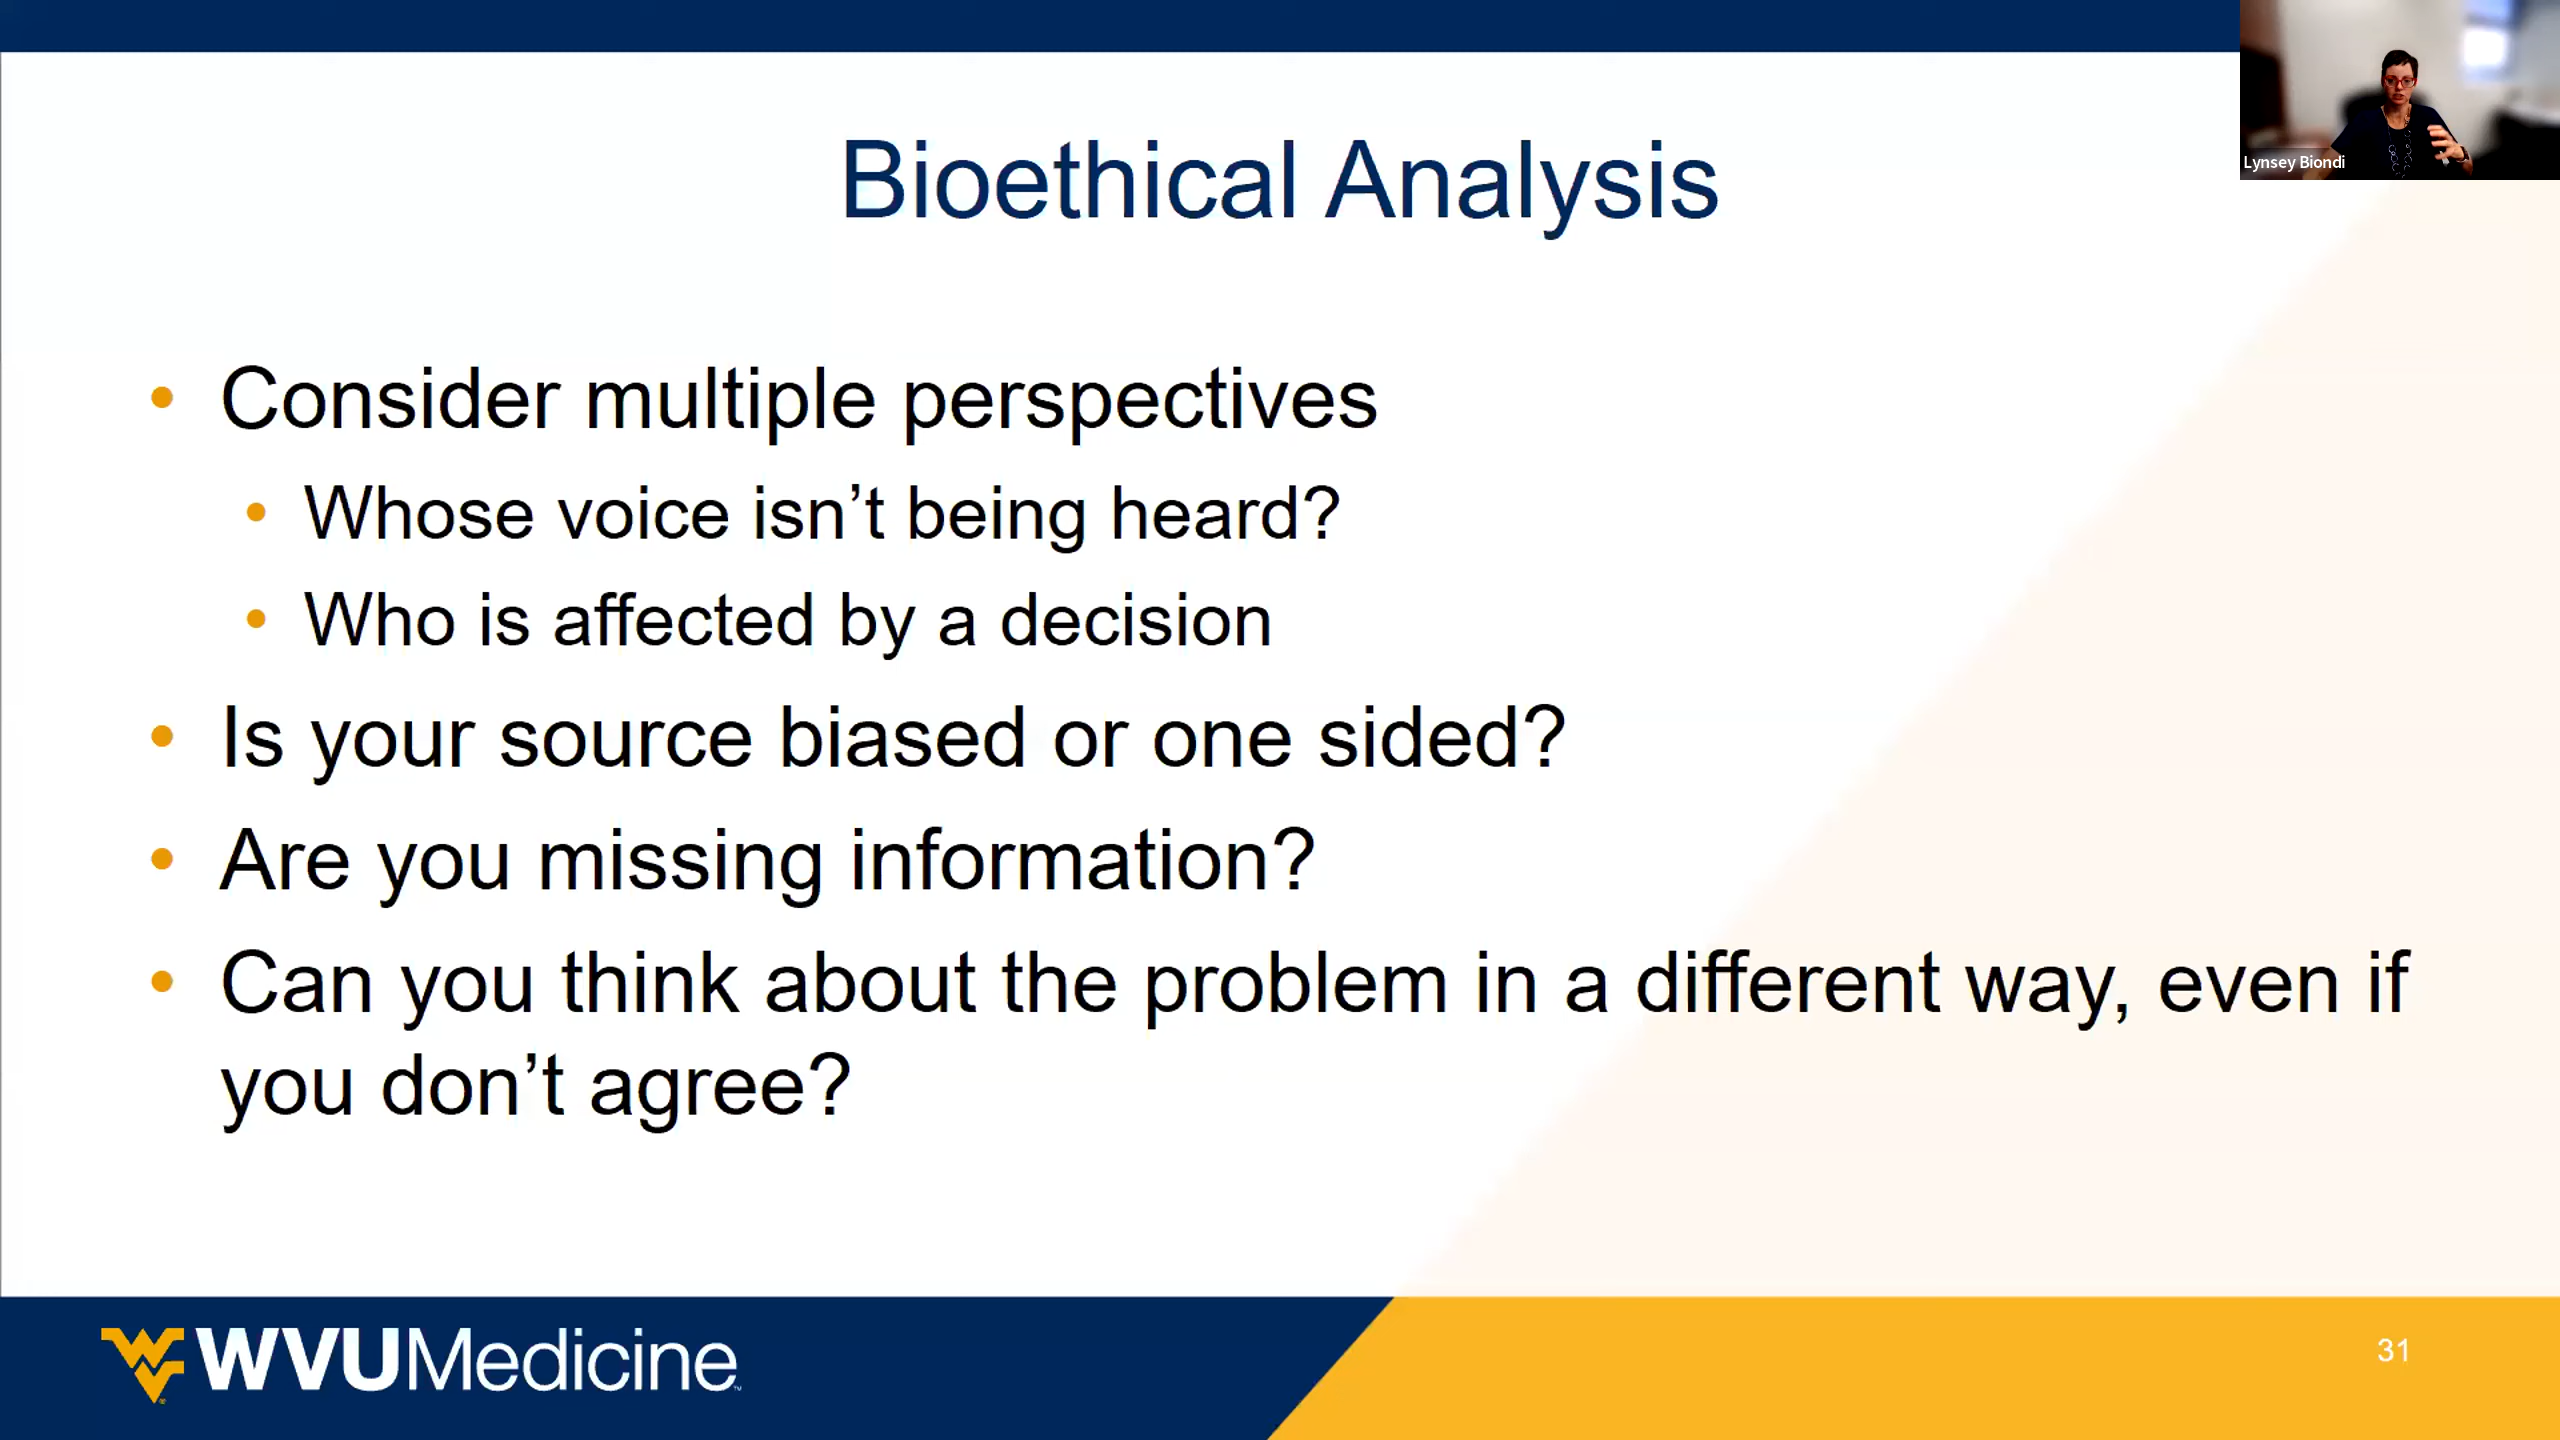 Lynsey Biondi
Bioethical Analysis
• Consider multiple perspectives
• Whose voice isn’t being heard?
• Who is affected by a decision
• Is your source biased or one sided?
• Are you missing information?
• Can you think about the problem in a different way, even if
you don’t agree?
WVUMedicine™
31